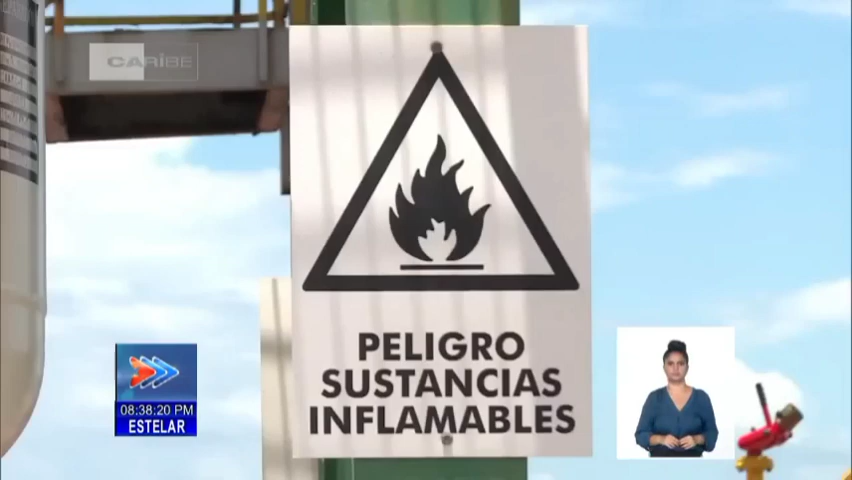 CARIBE
PELIGRO
SUSTANCIAS
INFLAMABLES
08:38:20 PM
ESTELAR